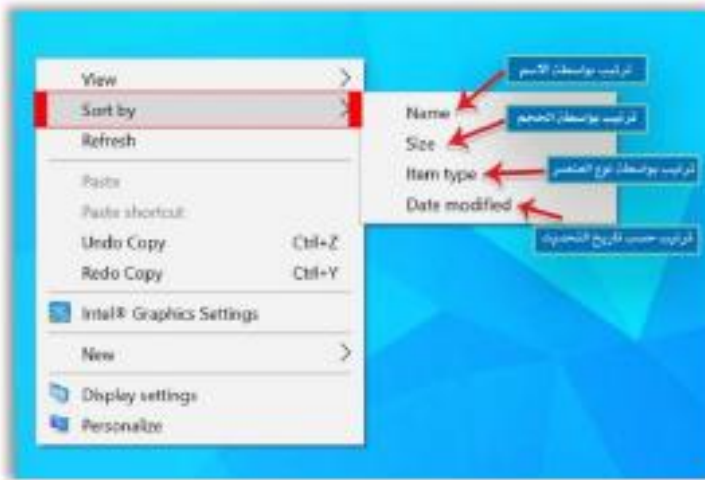 View
Sort by
Refresh
Paste
Paste shortcut
Undo Copy Ctrl+Z
Redo Copy Ctrl+Y
Intel® Graphics Settings
New
Display settings
Personalize
Name
Size
Item type
Date modified
ترتيب بواسطة الاسم
ترتيب بواسطة الحجم
ترتيب بواسطة نوع العنصر
ترتيب حسب تاريخ التحديث